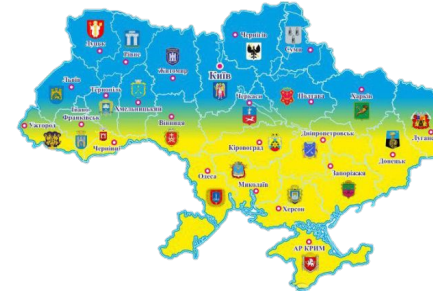 Луцьк
Рівне
Житомир
Київ
Чернігів
Суми
Львів
Тернопіль
Хмельницький
Вінниця
Черкаси
Полтава
Харків
Ужгород
Івано-
Франківськ
Чернівці
Кіровоград
Дніпропетровськ
Донецьк
Луганськ
Одеса
Миколаїв
Запоріжжя
Херсон
АР КРИМ